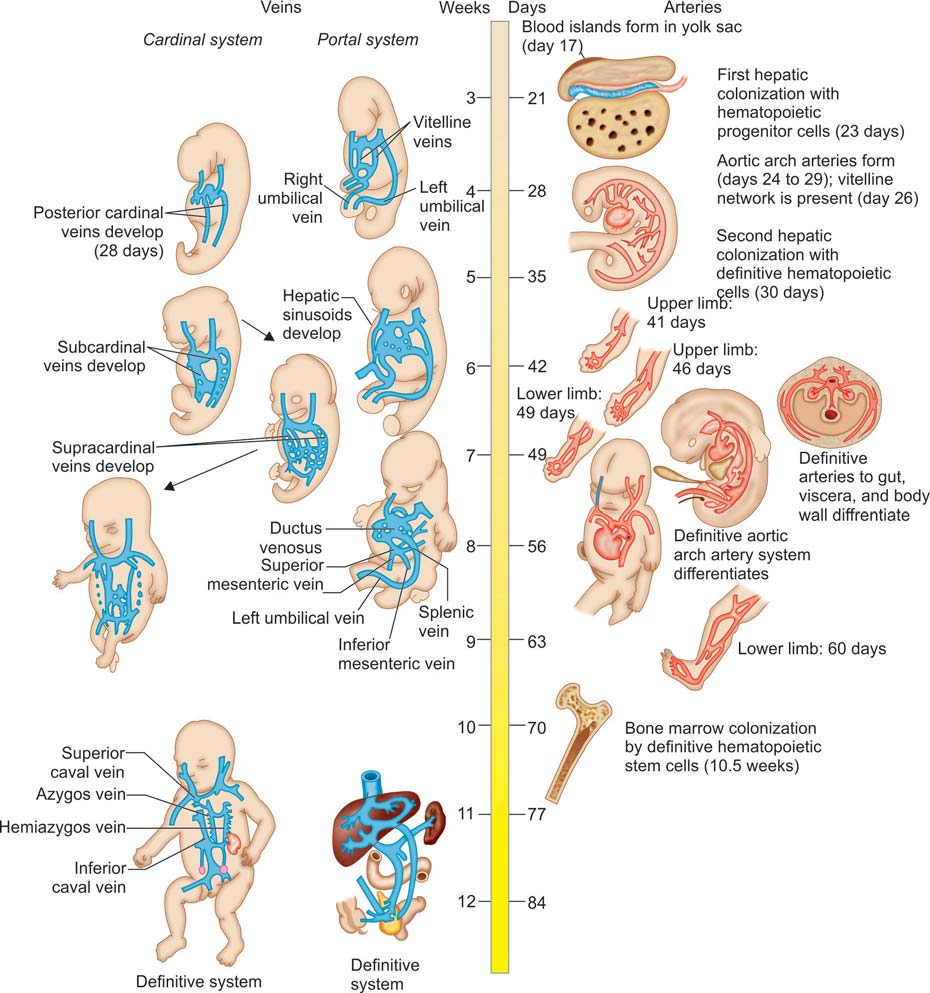 Veins
Weeks
Days
Arteries
Cardinal system
Portal system
Blood islands form in yolk sac
(day 17)
3
21
First hepatic
colonization with
hematopoietic
progenitor cells (23 days)
Vitelline
veins
Right
umbilical
vein
Left
umbilical
vein
4
28
Aortic arch arteries form
(days 24 to 29); vitelline
network is present (day 26)
Posterior cardinal
veins develop
(28 days)
Second hepatic
colonization with
definitive hematopoietic
cells (30 days)
5
35
Hepatic
sinusoids
develop
Upper limb:
41 days
Subcardinal
veins develop
6
42
Upper limb:
46 days
Lower limb:
49 days
Supracardinal
veins develop
7
49
Definitive
arteries to gut,
viscera, and body
wall diffrentiate
Ductus
venosus
Superior
mesenteric vein
Left umbilical vein
Inferior
mesenteric vein
Splenic
vein
8
56
Definitive aortic
arch artery system
differentiates
9
63
Lower limb: 60 days
10
70
Bone marrow colonization
by definitive hematopoietic
stem cells (10.5 weeks)
Superior
caval vein
Azygos vein
Hemiazygos vein
Inferior
caval vein
11
77
12
84
Definitive system
Definitive
system